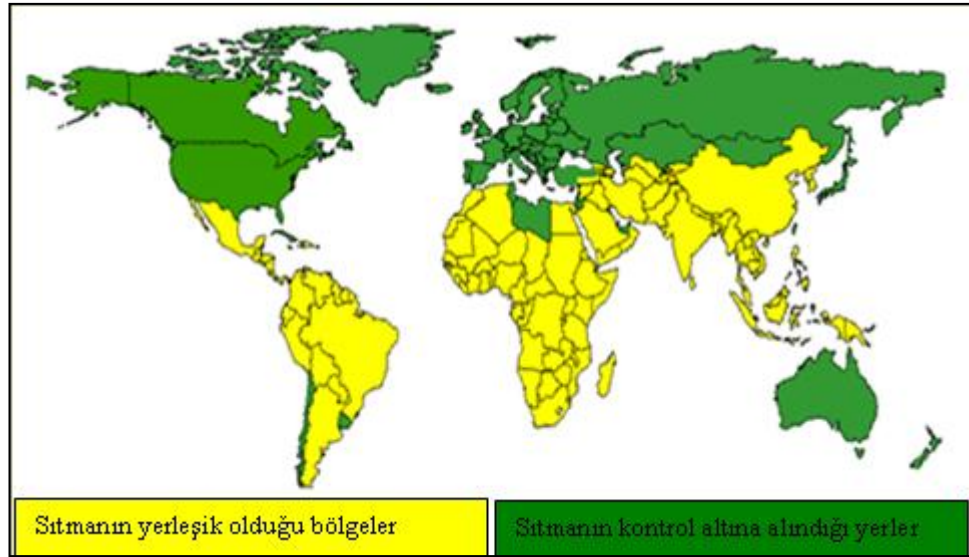 Sıtmanın yerleşik olduğu bölgeler
Sıtmanın kontrol altına alındığı yerler